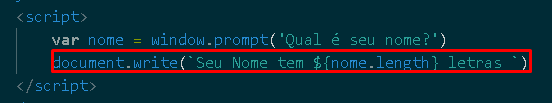 <script>
var nome = window.prompt('Qual é seu nome?')
document.write(`Seu Nome tem ${nome.length} letras `)
</script>